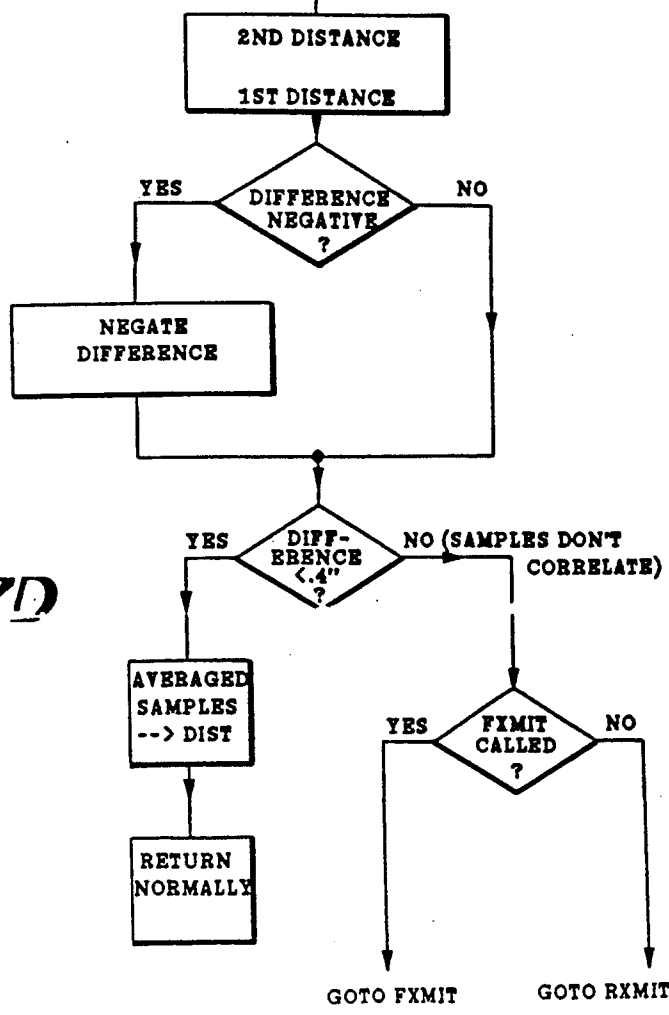 2ND DISTANCE
1ST DISTANCE
YES
DIFFERENCE
NEGATIVE
?
NO
NEGATE
DIFFERENCE
YES
DIFF-
ERENCE
<.4"
?
NO (SAMPLES DON'T
CORRELATE)
7D
AVERAGED
SAMPLES
--> DIST
YES
FXMIT
CALLED
?
NO
RETURN
NORMALLY
GOTO FXMIT
GOTO RXMIT